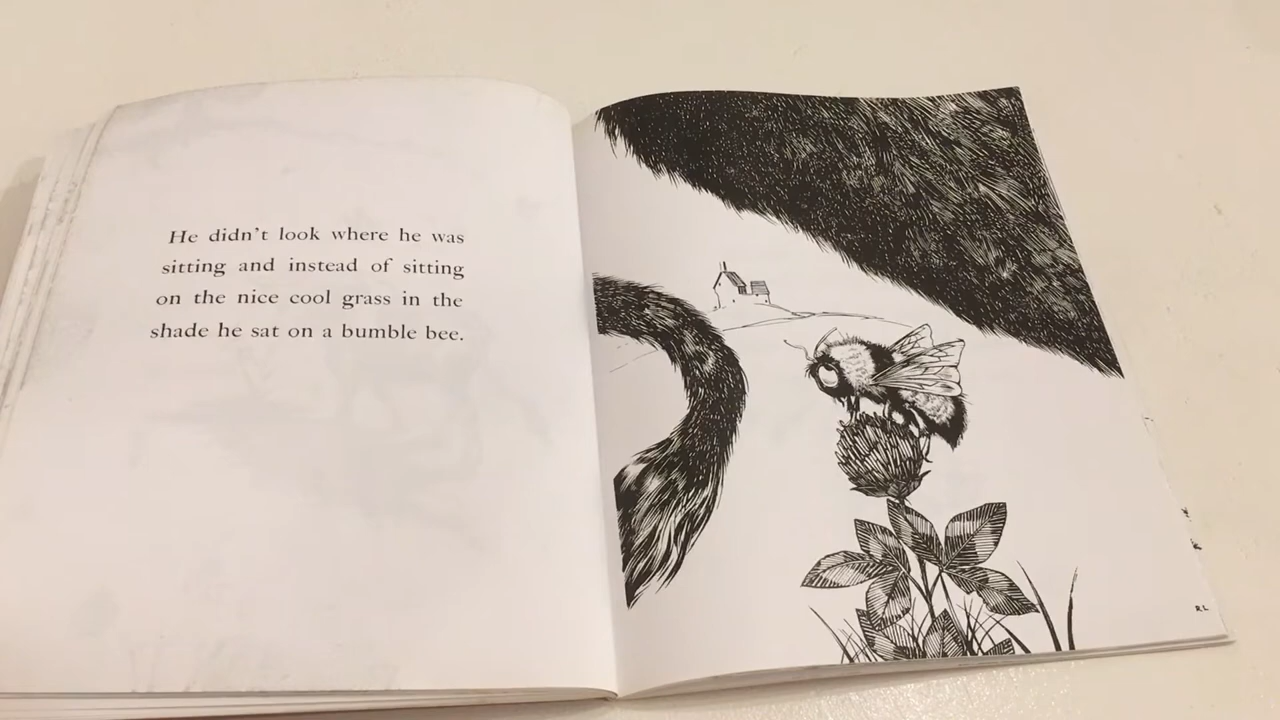 He didn't look where he was
sitting and instead of sitting
on the nice cool grass in the
shade he sat on a bumble bee.
R L